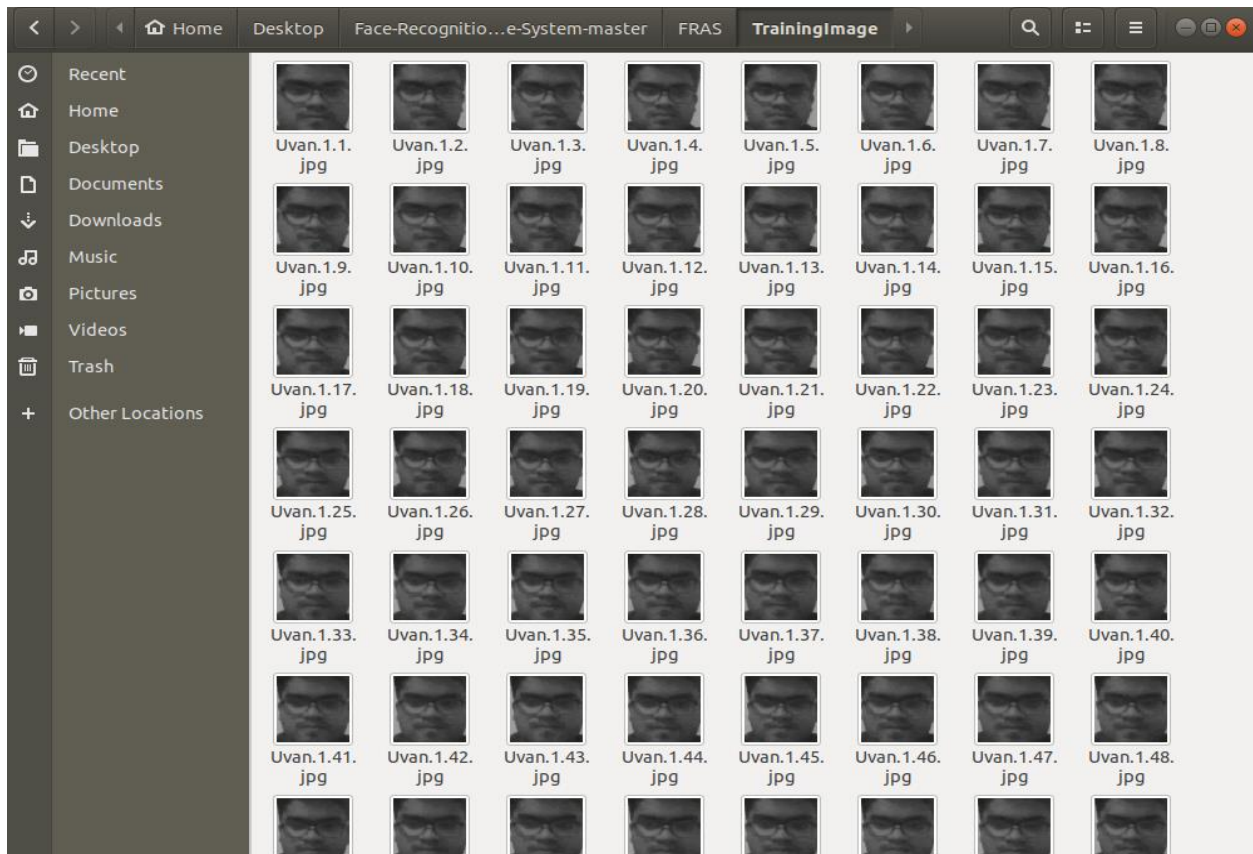 Home Desktop Face-Recognitio…e-System-master FRAS TrainingImage
Recent
Home
Desktop
Documents
Downloads
Music
Pictures
Videos
Trash
Other Locations
Uvan.1.1. Uvan.1.2. Uvan.1.3. Uvan.1.4. Uvan.1.5. Uvan.1.6. Uvan.1.7. Uvan.1.8.
jpg jpg jpg jpg jpg jpg jpg jpg
Uvan.1.9. Uvan.1.10. Uvan.1.11. Uvan.1.12. Uvan.1.13. Uvan.1.14. Uvan.1.15. Uvan.1.16.
jpg jpg jpg jpg jpg jpg jpg jpg
Uvan.1.17. Uvan.1.18. Uvan.1.19. Uvan.1.20. Uvan.1.21. Uvan.1.22. Uvan.1.23. Uvan.1.24.
jpg jpg jpg jpg jpg jpg jpg jpg
Uvan.1.25. Uvan.1.26. Uvan.1.27. Uvan.1.28. Uvan.1.29. Uvan.1.30. Uvan.1.31. Uvan.1.32.
jpg jpg jpg jpg jpg jpg jpg jpg
Uvan.1.33. Uvan.1.34. Uvan.1.35. Uvan.1.36. Uvan.1.37. Uvan.1.38. Uvan.1.39. Uvan.1.40.
jpg jpg jpg jpg jpg jpg jpg jpg
Uvan.1.41. Uvan.1.42. Uvan.1.43. Uvan.1.44. Uvan.1.45. Uvan.1.46. Uvan.1.47. Uvan.1.48.
jpg jpg jpg jpg jpg jpg jpg jpg